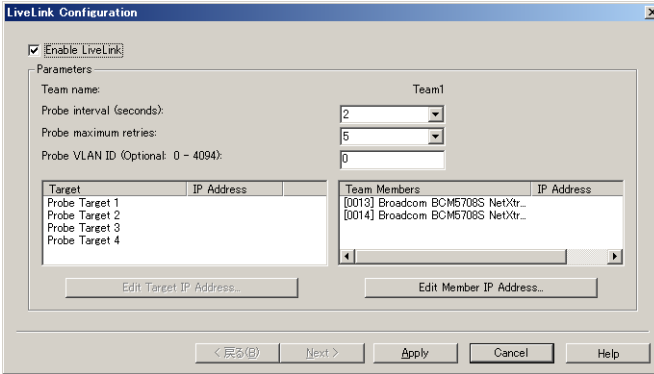 LiveLink Configuration
Enable LiveLink
Parameters
Team name: Team1
Probe interval (seconds): 2
Probe maximum retries: 5
Probe VLAN ID (Optional: 0 - 4094): 0
Target IP Address
Probe Target 1
Probe Target 2
Probe Target 3
Probe Target 4
Team Members IP Address
[0013] Broadcom BCM5708S NetXtr...
[0014] Broadcom BCM5708S NetXtr...
Edit Target IP Address...
Edit Member IP Address...
< 戻る(B) Next > Apply Cancel Help